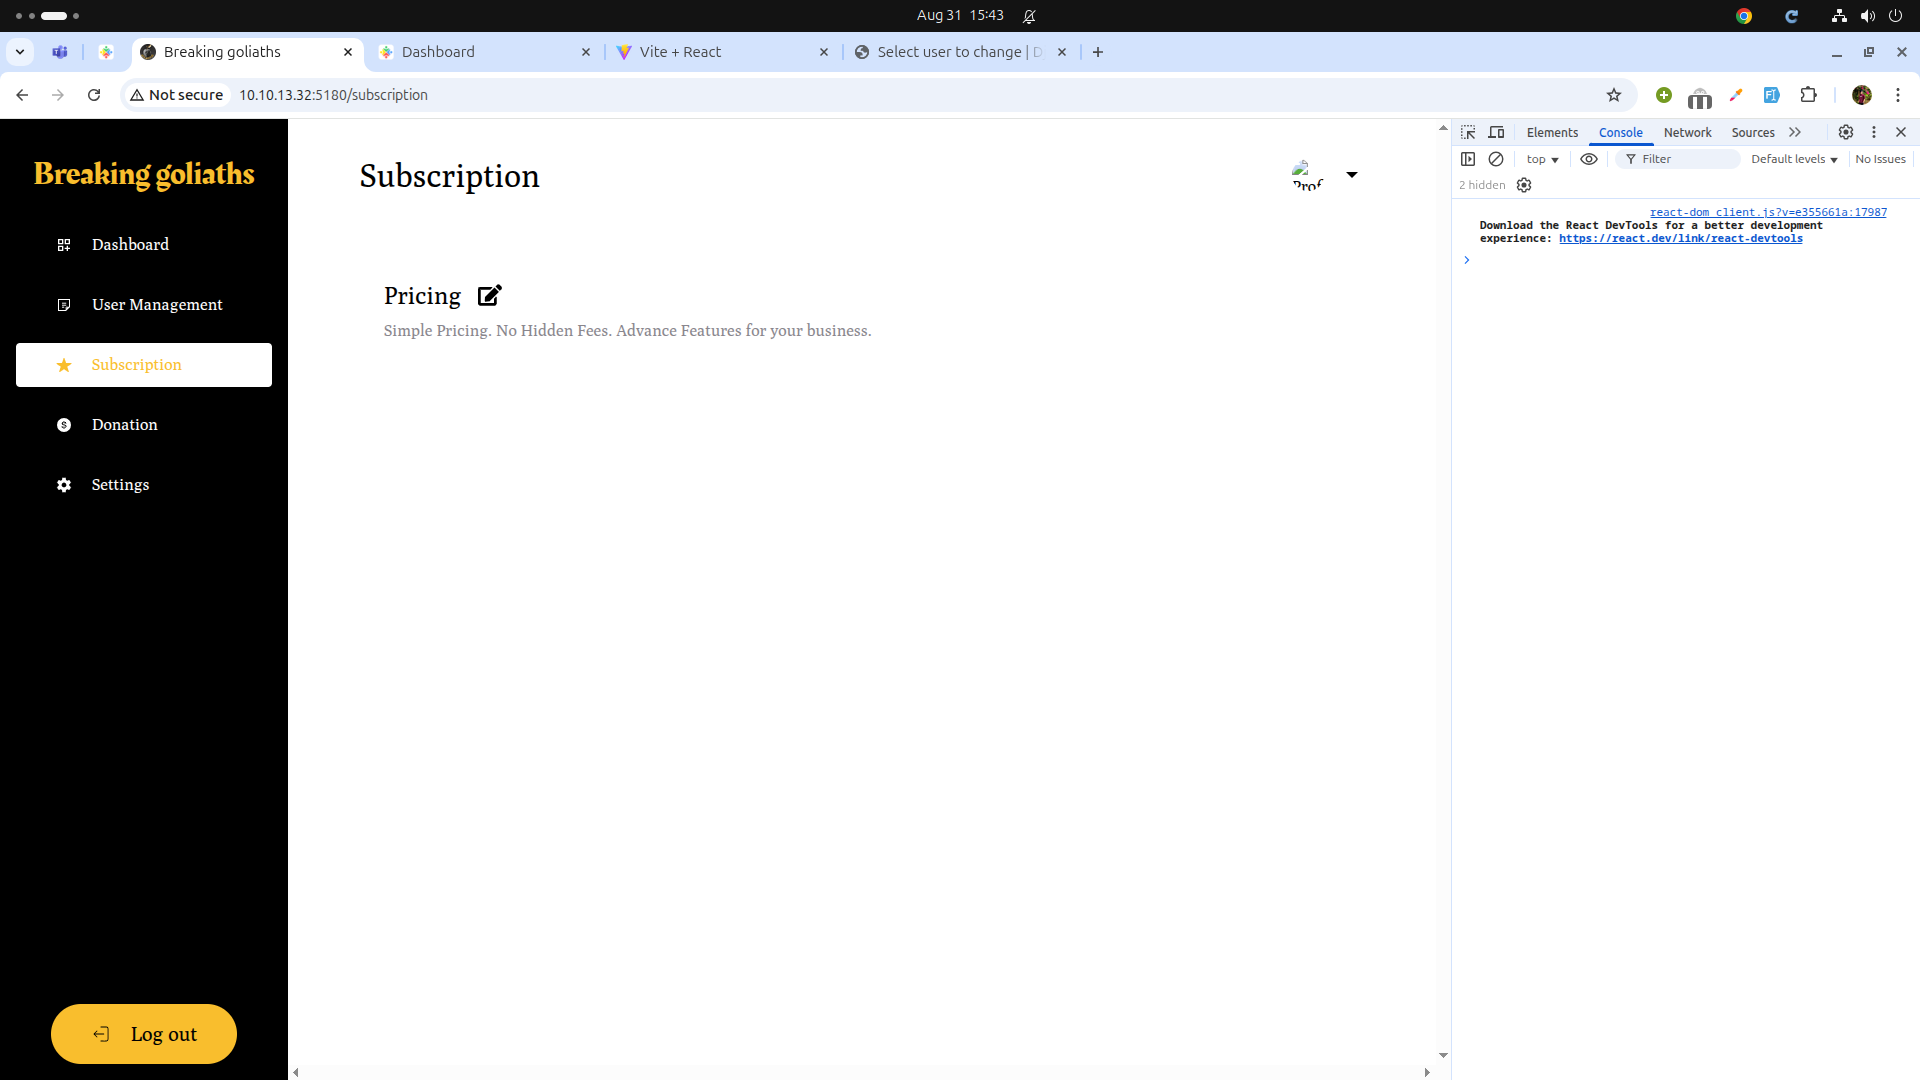 Aug 31 15:43
Breaking goliaths
Dashboard
Vite + React
Select user to change | D
Not secure
10.10.13.32:5180/subscription
Breaking goliaths
Dashboard
User Management
Subscription
Donation
Settings
Log out
Subscription
Prof
Pricing
Simple Pricing. No Hidden Fees. Advance Features for your business.
Elements
Console
Network
Sources
top
Filter
Default levels
No Issues
2 hidden
react-dom_client.js?v=e355661a:17987
Download the React DevTools for a better development
experience: https://react.dev/link/react-devtools